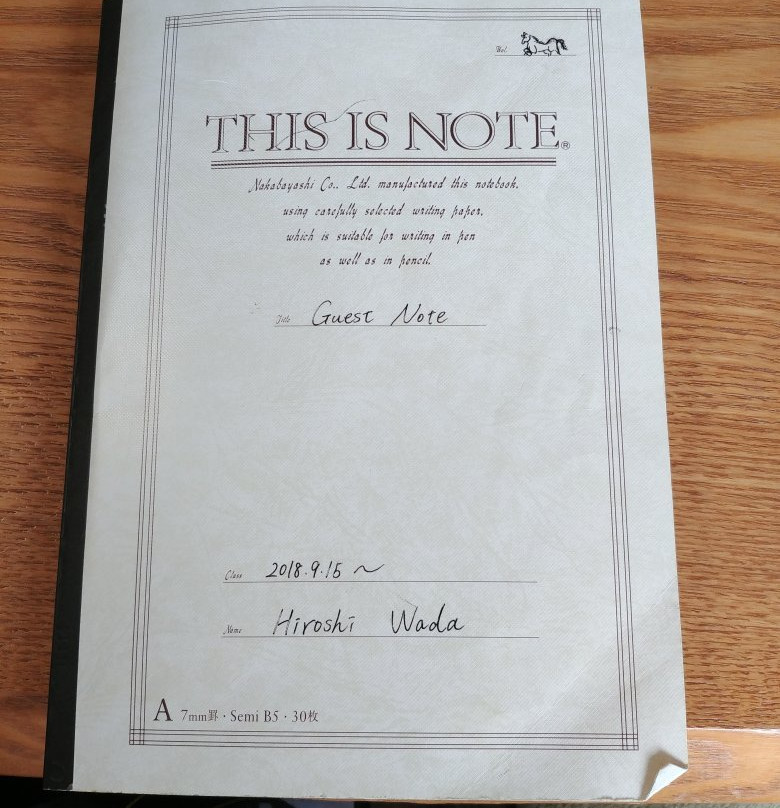 Vol.
THIS IS NOTE®
Nakabayashi Co., Ltd. manufactured this notebook,
using carefully selected writing paper,
which is suitable for writing in pen
as well as in pencil.
Title Guest Note
Class 2018.9.15 ~
Name Hiroshi Wada
A 7mm罫・Semi B5・30枚